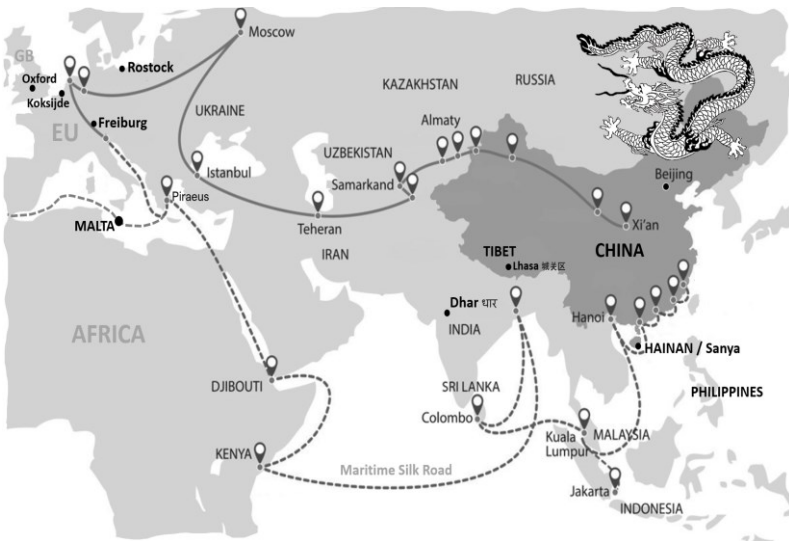 Moscow
GB
Rostock
Oxford
Koksijde
KAZAKHSTAN
RUSSIA
UKRAINE
Freiburg
EU
Almaty
UZBEKISTAN
Beijing
Istanbul
Samarkand
Piraeus
MALTA
Teheran
Xi'an
IRAN
TIBET
CHINA
Lhasa 城关区
Dhar धार
INDIA
Hanoi
AFRICA
HAINAN / Sanya
DJIBOUTI
SRI LANKA
PHILIPPINES
Colombo
Kuala
Lumpur
MALAYSIA
KENYA
Maritime Silk Road
Jakarta
INDONESIA